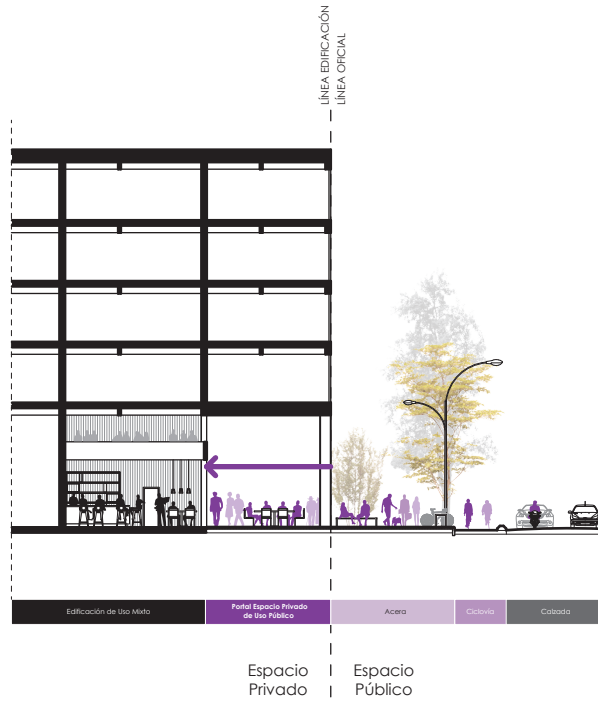 LÍNEA EDIFICACIÓN
LÍNEA OFICIAL
Edificación de Uso Mixto
Portal Espacio Privado
de Uso Público
Acera
Ciclovía
Calzada
Espacio
Privado
Espacio
Público